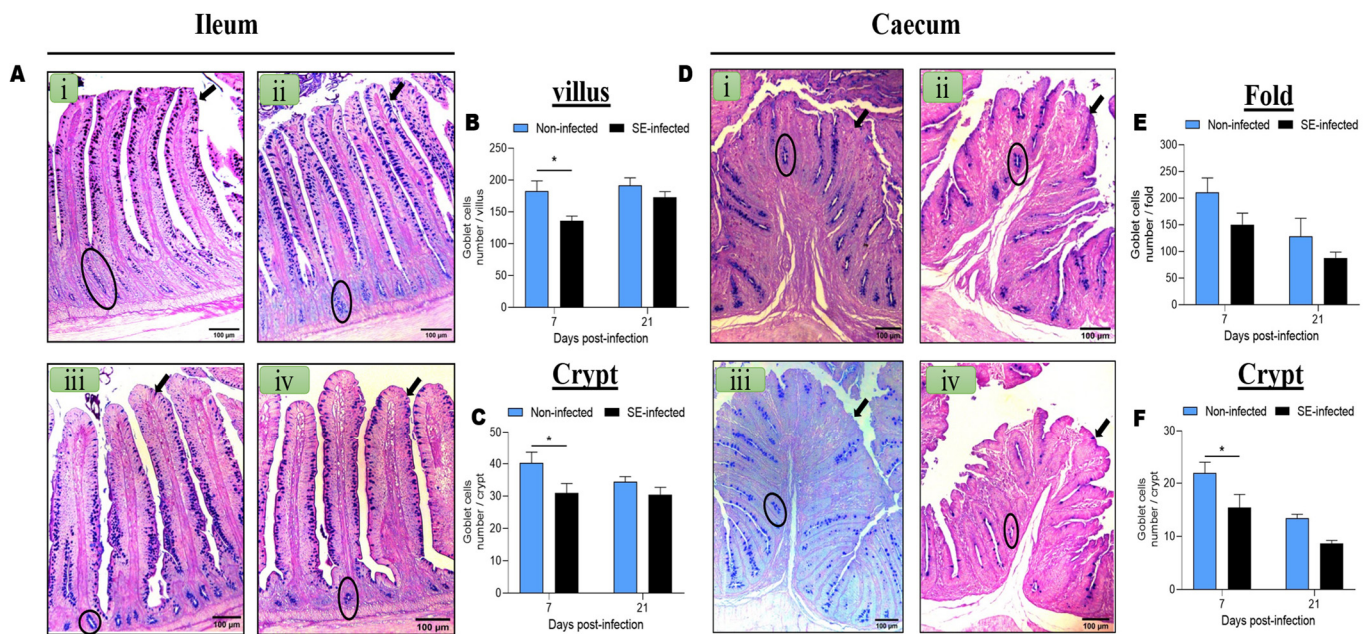 Ileum
Caecum
A
i
100 µm
ii
100 µm
iii
100 µm
iv
100 µm
villus
B
Non-infected
SE-infected
250
200
150
100
50
0
*
Goblet cells
number / villus
7
21
Days post-infection
Crypt
C
Non-infected
SE-infected
50
40
30
20
10
0
*
Goblet cells
number / crypt
7
21
Days post-infection
D
i
100 µm
ii
100 µm
iii
100 µm
iv
100 µm
Fold
E
Non-infected
SE-infected
300
250
200
150
100
50
0
Goblet cells
number / fold
7
21
Days post-infection
Crypt
F
Non-infected
SE-infected
30
20
10
0
*
Goblet cells
number / crypt
7
21
Days post-infection